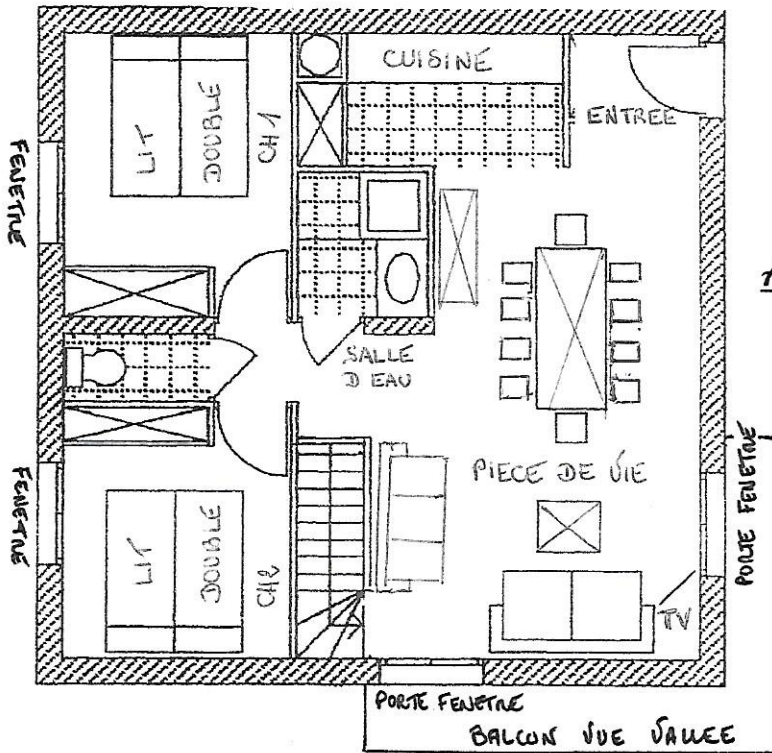 CUISINE
ENTREE
LIT
DOUBLE
CH1
FENETRE
SALLE
D EAU
PIECE DE VIE
PORTE FENETRE
FENETRE
LIT
DOUBLE
CH2
TV
PORTE FENETRE
BALCON VUE VALLEE